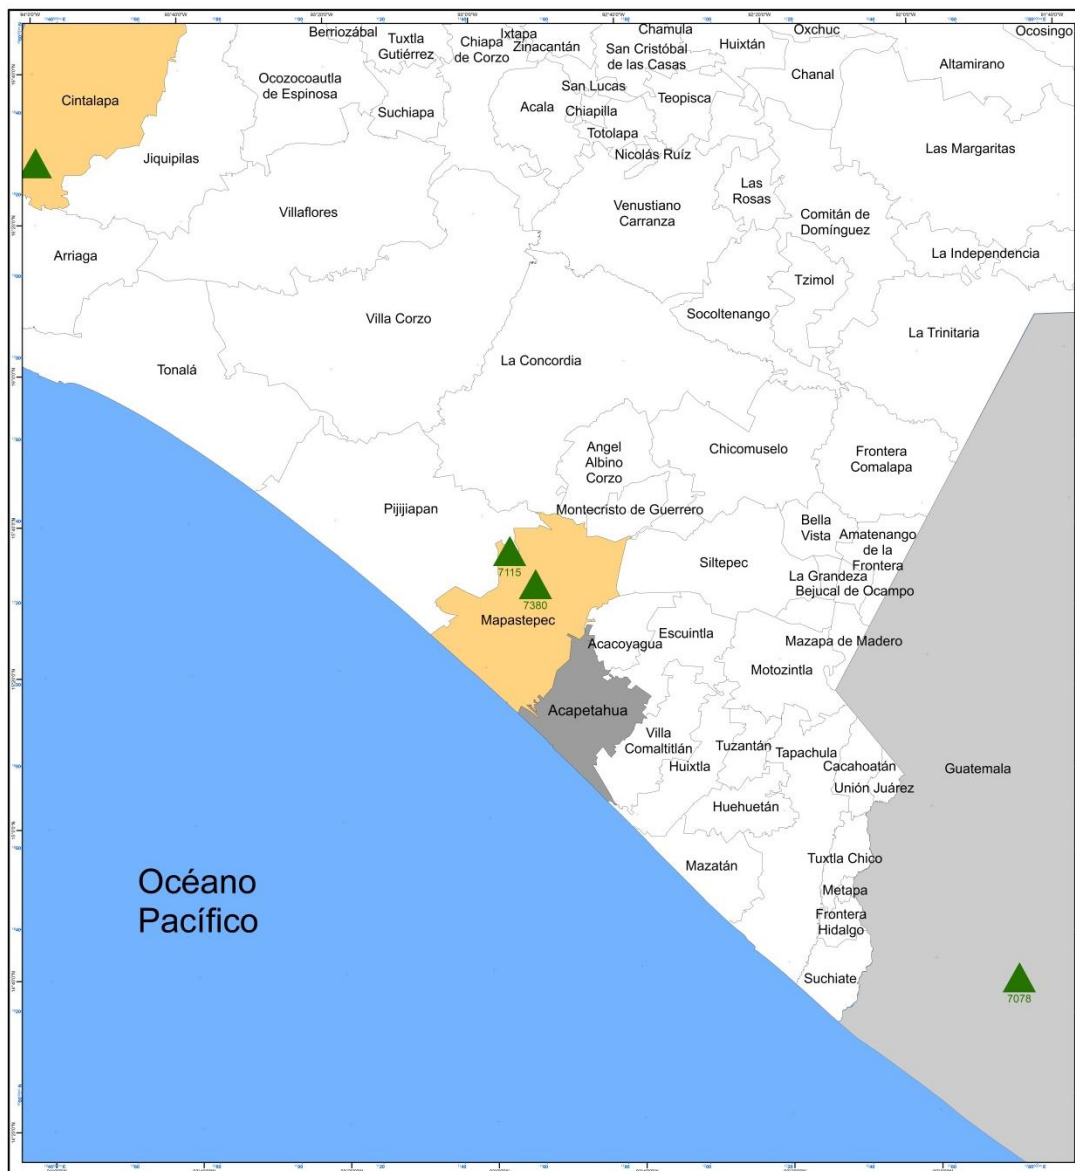 Berriozábal
Tuxtla
Gutiérrez
Chiapa
de Corzo
Ixtapa
Zinacantán
Chamula
San Cristóbal
de las Casas
Huixtán
Oxchuc
Ocosingo
Chanal
Altamirano
Cintalapa
Ocozocoautla
de Espinosa
Suchiapa
Acala
San Lucas
Chiapilla
Teopisca
Totolapa
Nicolás Ruíz
Jiquipilas
Las Margaritas
Villaflores
Venustiano
Carranza
Las
Rosas
Comitán de
Domínguez
Arriaga
La Independencia
Tzimol
Villa Corzo
Socoltenango
La Trinitaria
Tonalá
La Concordia
Angel
Albino
Corzo
Chicomuselo
Frontera
Comalapa
Pijijiapan
Montecristo de Guerrero
Bella
Vista
Amatenango
de la
Frontera
7115
Siltepec
La Grandeza
Bejucal de Ocampo
7380
Mapastepec
Acacoyagua
Escuintla
Mazapa de Madero
Motozintla
Acapetahua
Villa
Comaltitlán
Huixtla
Tuzantán
Tapachula
Cacahoatán
Unión Juárez
Guatemala
Huehuetán
Mazatán
Tuxtla Chico
Metapa
Frontera
Hidalgo
Suchiate
Océano
Pacífico
7078